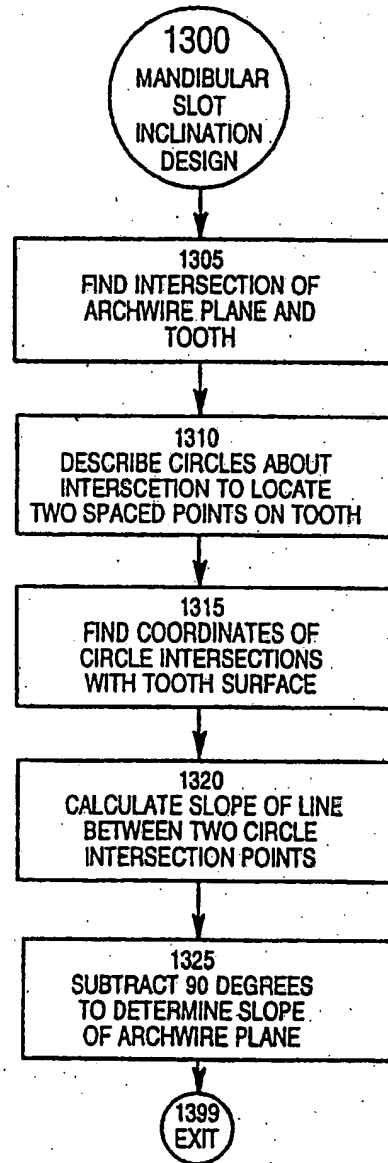 1300
MANDIBULAR
SLOT
INCLINATION
DESIGN
1305
FIND INTERSECTION OF
ARCHWIRE PLANE AND
TOOTH
1310
DESCRIBE CIRCLES ABOUT
INTERSCETION TO LOCATE
TWO SPACED POINTS ON TOOTH
1315
FIND COORDINATES OF
CIRCLE INTERSECTIONS
WITH TOOTH SURFACE
1320
CALCULATE SLOPE OF LINE
BETWEEN TWO CIRCLE
INTERSECTION POINTS
1325
SUBTRACT 90 DEGREES
TO DETERMINE SLOPE
OF ARCHWIRE PLANE
1399
EXIT